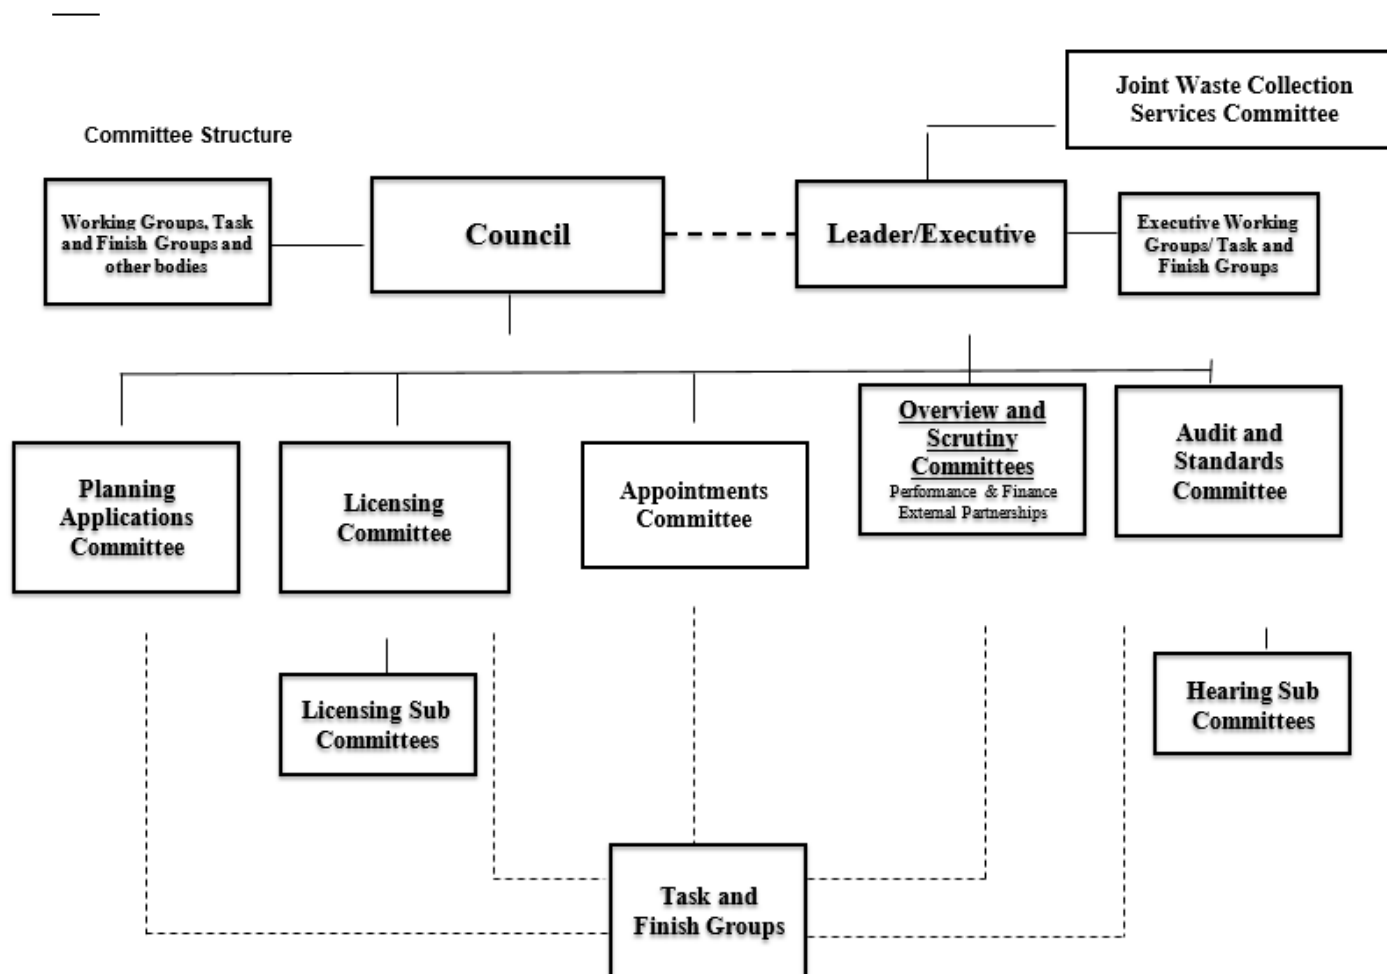 Joint Waste Collection
Services Committee
Committee Structure
Working Groups, Task
and Finish Groups and
other bodies
Council
Leader/Executive
Executive Working
Groups/ Task and
Finish Groups
Planning
Applications
Committee
Licensing
Committee
Appointments
Committee
Overview and
Scrutiny
Committees
Performance & Finance
External Partnerships
Audit and
Standards
Committee
Licensing Sub
Committees
Hearing Sub
Committees
Task and
Finish Groups